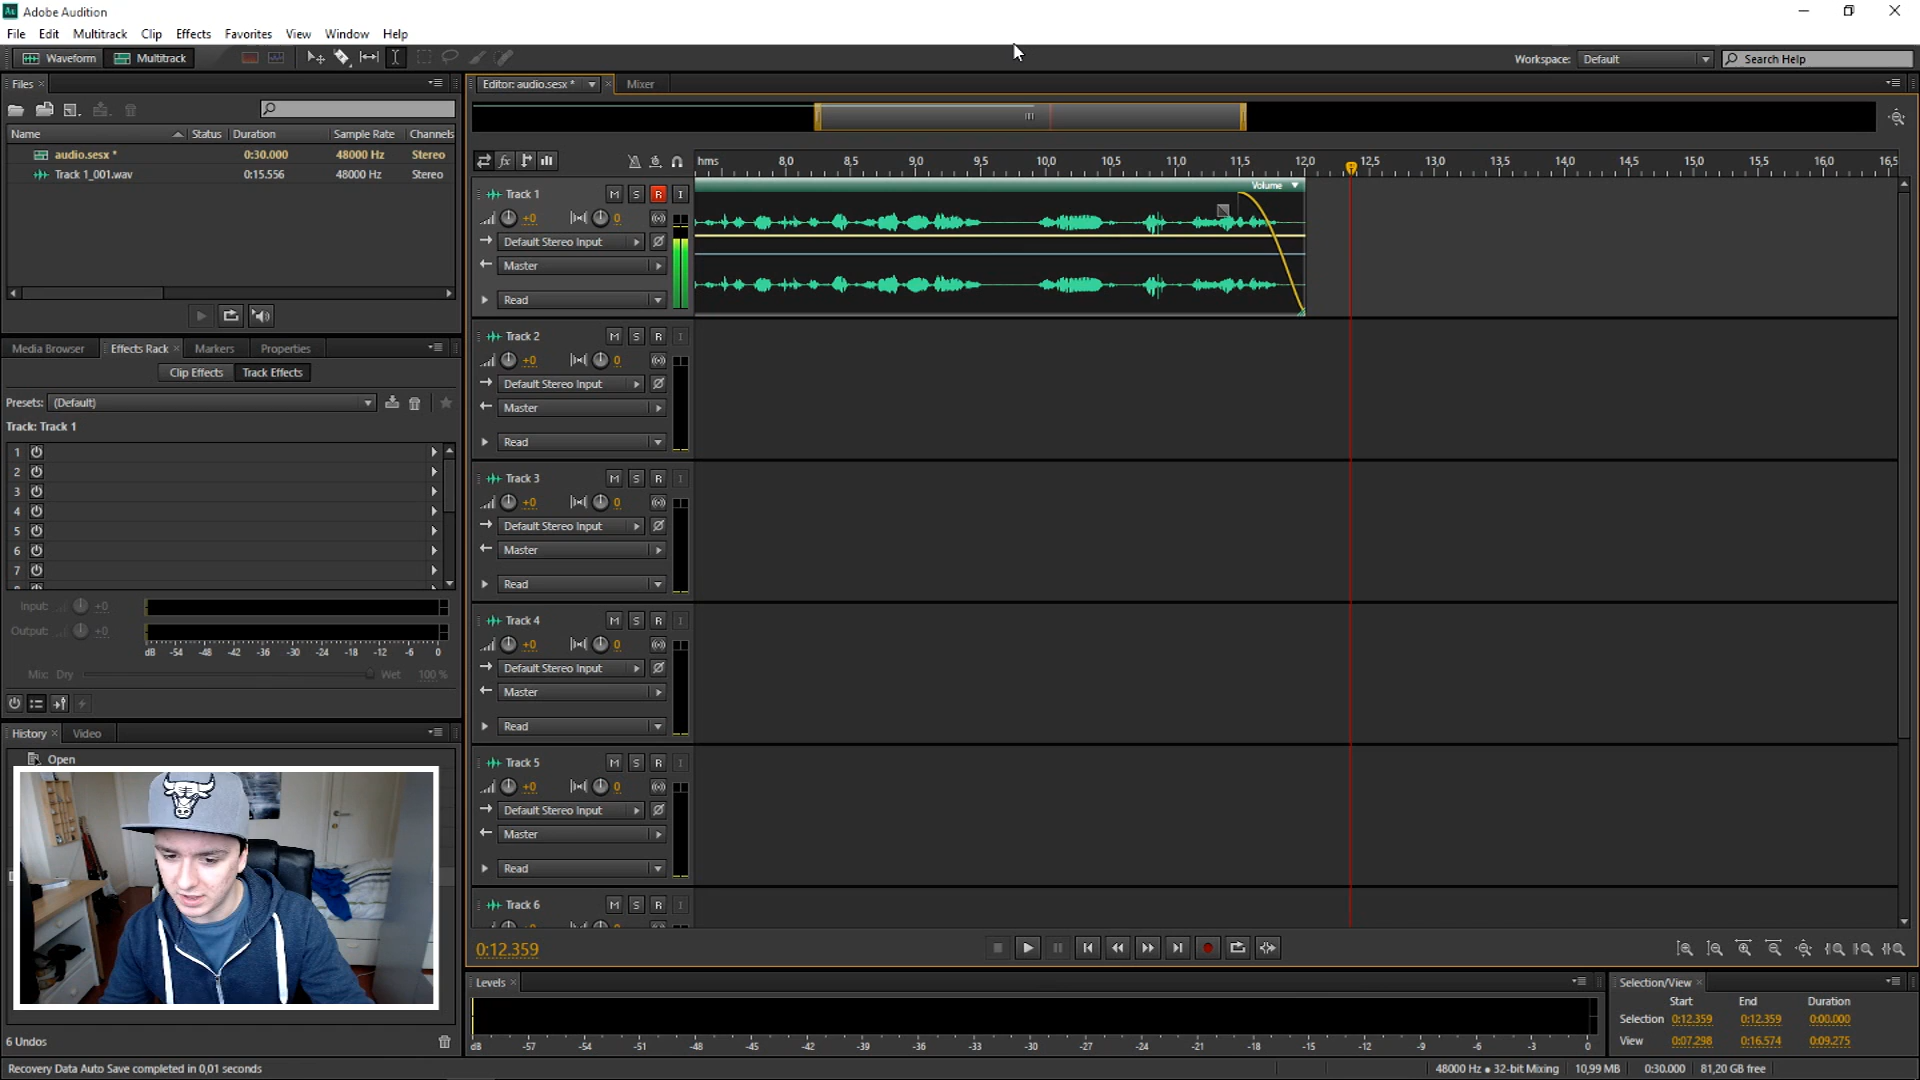 Au Adobe Audition
File Edit Multitrack Clip Effects Favorites View Window Help
Waveform Multitrack Workspace: Default Search Help
Files × Editor: audio.sesx * × Mixer
Name Status Duration Sample Rate Channels
audio.sesx * 0:30.000 48000 Hz Stereo
Track 1_001.wav 0:15.556 48000 Hz Stereo
fx hms 8,0 8,5 9,0 9,5 10,0 10,5 11,0 11,5 12,0 12,5 13,0 13,5 14,0 14,5 15,0 15,5 16,0 16,5
Track 1 M S R I Volume
+0 0
Default Stereo Input
Master
Read
Media Browser Effects Rack × Markers Properties
Clip Effects Track Effects
Presets: (Default)
Track: Track 1
1
2
3
4
5
6
7
8
Input: +0
Output: +0
dB -54 -48 -42 -36 -30 -24 -18 -12 -6 0
Mix: Dry Wet 100 %
Track 2 M S R I
+0 0
Default Stereo Input
Master
Read
Track 3 M S R I
+0 0
Default Stereo Input
Master
Read
Track 4 M S R I
+0 0
Default Stereo Input
Master
Read
Track 5 M S R I
+0 0
Default Stereo Input
Master
Read
Track 6 M S R I
History × Video
Open
6 Undos
0:12.359
Levels ×
dB -57 -54 -51 -48 -45 -42 -39 -36 -33 -30 -27 -24 -21 -18 -15 -12 -9 -6 -3 0
Selection/View ×
Start End Duration
Selection 0:12.359 0:12.359 0:00.000
View 0:07.298 0:16.574 0:09.275
Recovery Data Auto Save completed in 0,01 seconds 48000 Hz • 32-bit Mixing 10,99 MB 0:30.000 81,20 GB free